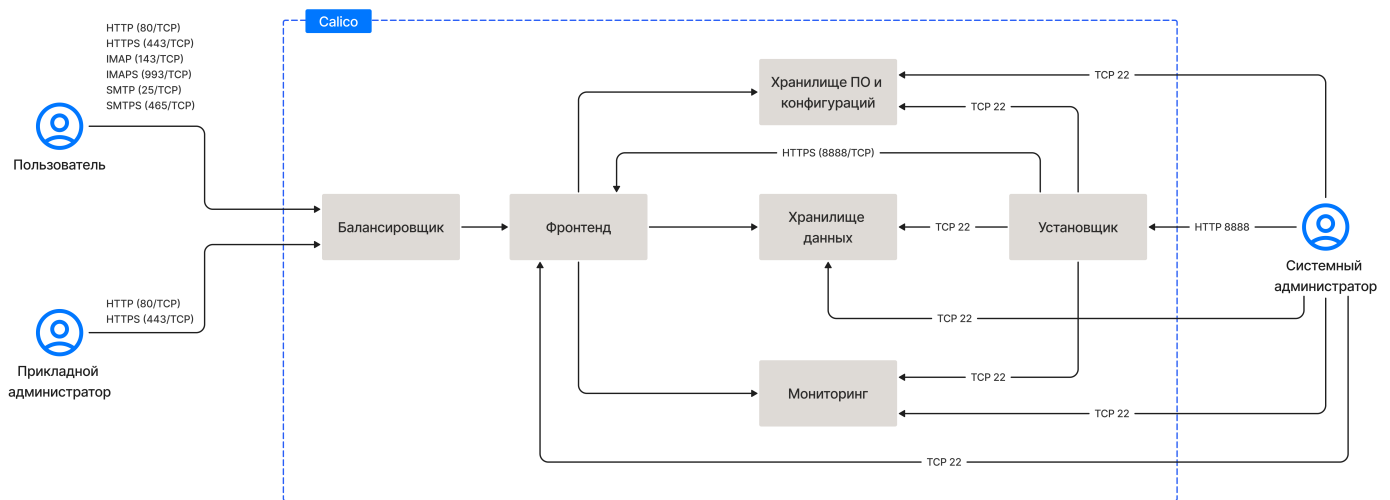 Calico
HTTP (80/TCP)
HTTPS (443/TCP)
IMAP (143/TCP)
IMAPS (993/TCP)
SMTP (25/TCP)
SMTPS (465/TCP)
Пользователь
Хранилище ПО и
конфигураций
TCP 22
TCP 22
HTTPS (8888/TCP)
Балансировщик
Фронтенд
Хранилище
данных
TCP 22
Установщик
HTTP 8888
Системный
администратор
HTTP (80/TCP)
HTTPS (443/TCP)
Прикладной
администратор
TCP 22
Мониторинг
TCP 22
TCP 22
TCP 22